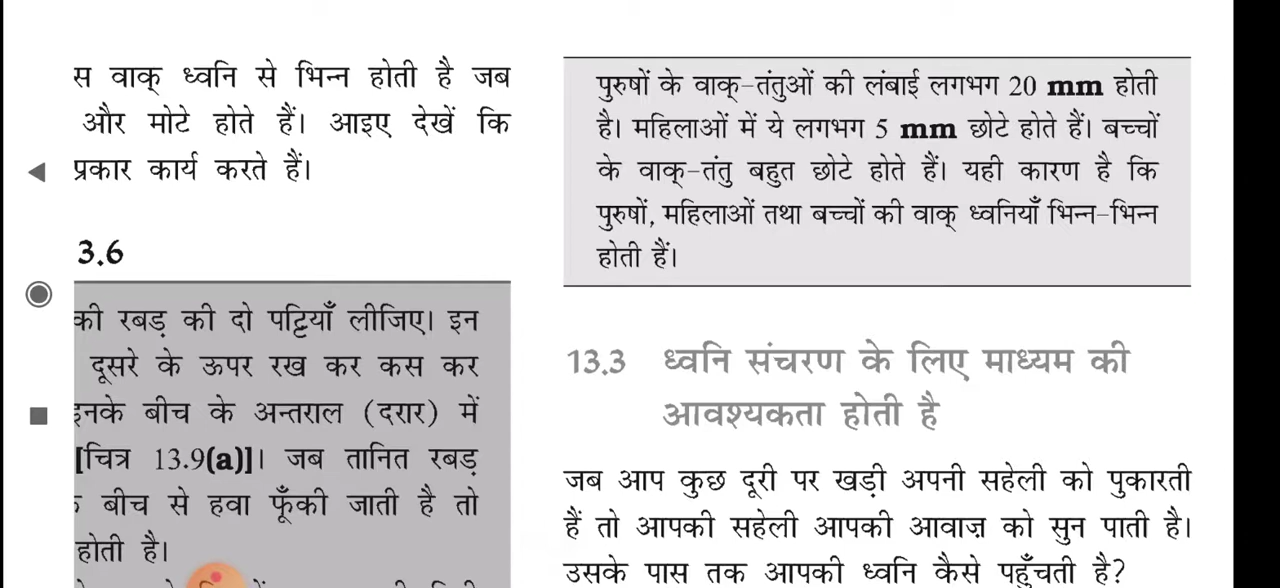 स वाक् ध्वनि से भिन्न होती है जब
और मोटे होते हैं। आइए देखें कि
प्रकार कार्य करते हैं।
3.6
की रबड़ की दो पट्टियाँ लीजिए। इन
दूसरे के ऊपर रख कर कस कर
इनके बीच के अन्तराल (दरार) में
[चित्र 13.9(a)]। जब तानित रबड़
बीच से हवा फूँकी जाती है तो
होती है।
पुरुषों के वाक्-तंतुओं की लंबाई लगभग 20 mm होती
है। महिलाओं में ये लगभग 5 mm छोटे होते हैं। बच्चों
के वाक्-तंतु बहुत छोटे होते हैं। यही कारण है कि
पुरुषों, महिलाओं तथा बच्चों की वाक् ध्वनियाँ भिन्न-भिन्न
होती हैं।
13.3 ध्वनि संचरण के लिए माध्यम की
आवश्यकता होती है
जब आप कुछ दूरी पर खड़ी अपनी सहेली को पुकारती
हैं तो आपकी सहेली आपकी आवाज़ को सुन पाती है।
उसके पास तक आपकी ध्वनि कैसे पहुँचती है?